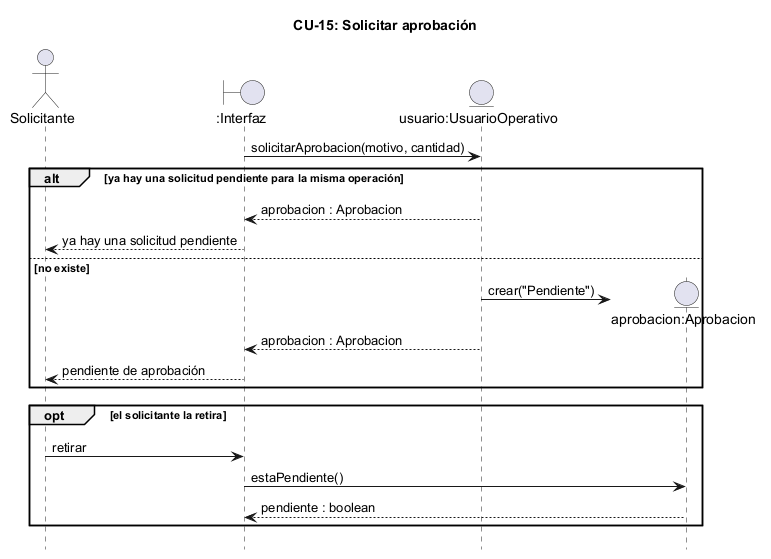 CU-15: Solicitar aprobación
Solicitante
:Interfaz
usuario:UsuarioOperativo
solicitarAprobacion(motivo, cantidad)
alt
[ya hay una solicitud pendiente para la misma operación]
aprobacion : Aprobacion
ya hay una solicitud pendiente
[no existe]
crear("Pendiente")
aprobacion:Aprobacion
aprobacion : Aprobacion
pendiente de aprobación
opt
[el solicitante la retira]
retirar
estaPendiente()
pendiente : boolean